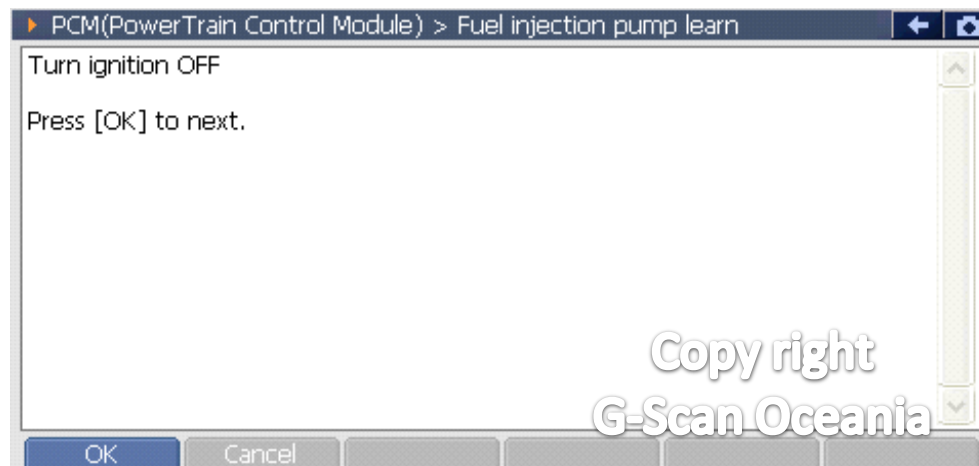 PCM(PowerTrain Control Module) > Fuel injection pump learn
Turn ignition OFF
Press [OK] to next.
Copy right
G-Scan Oceania
OK Cancel